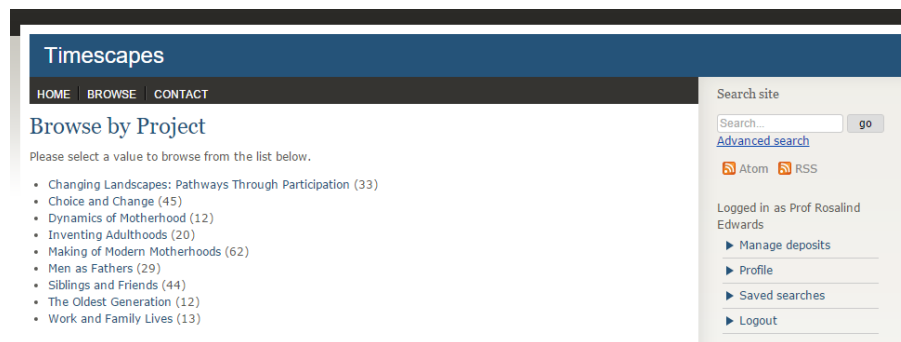 Timescapes
HOME BROWSE CONTACT
Browse by Project
Please select a value to browse from the list below.
• Changing Landscapes: Pathways Through Participation (33)
• Choice and Change (45)
• Dynamics of Motherhood (12)
• Inventing Adulthoods (20)
• Making of Modern Motherhoods (62)
• Men as Fathers (29)
• Siblings and Friends (44)
• The Oldest Generation (12)
• Work and Family Lives (13)
Search site
Search... go
Advanced search
Atom RSS
Logged in as Prof Rosalind
Edwards
Manage deposits
Profile
Saved searches
Logout